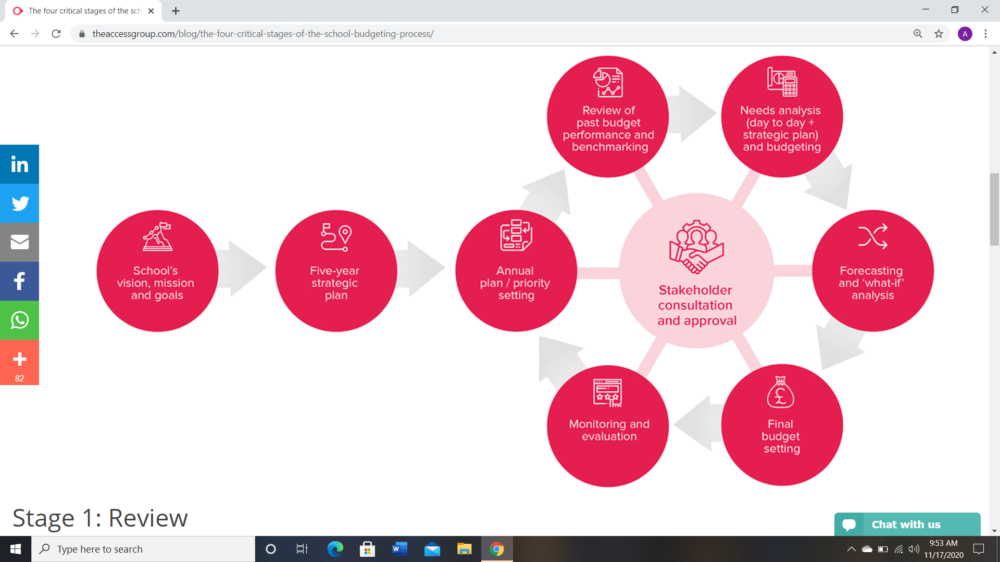 The four critical stages of the sch
theaccessgroup.com/blog/the-four-critical-stages-of-the-school-budgeting-process/
A
in
82
School's
vision, mission
and goals
Five-year
strategic
plan
Annual
plan / priority
setting
Review of
past budget
performance and
benchmarking
Needs analysis
(day to day +
strategic plan)
and budgeting
Forecasting
and ‘what-if’
analysis
£
Final
budget
setting
Monitoring and
evaluation
Stakeholder
consultation
and approval
Stage 1: Review
Chat with us
Type here to search
W
9:53 AM
11/17/2020